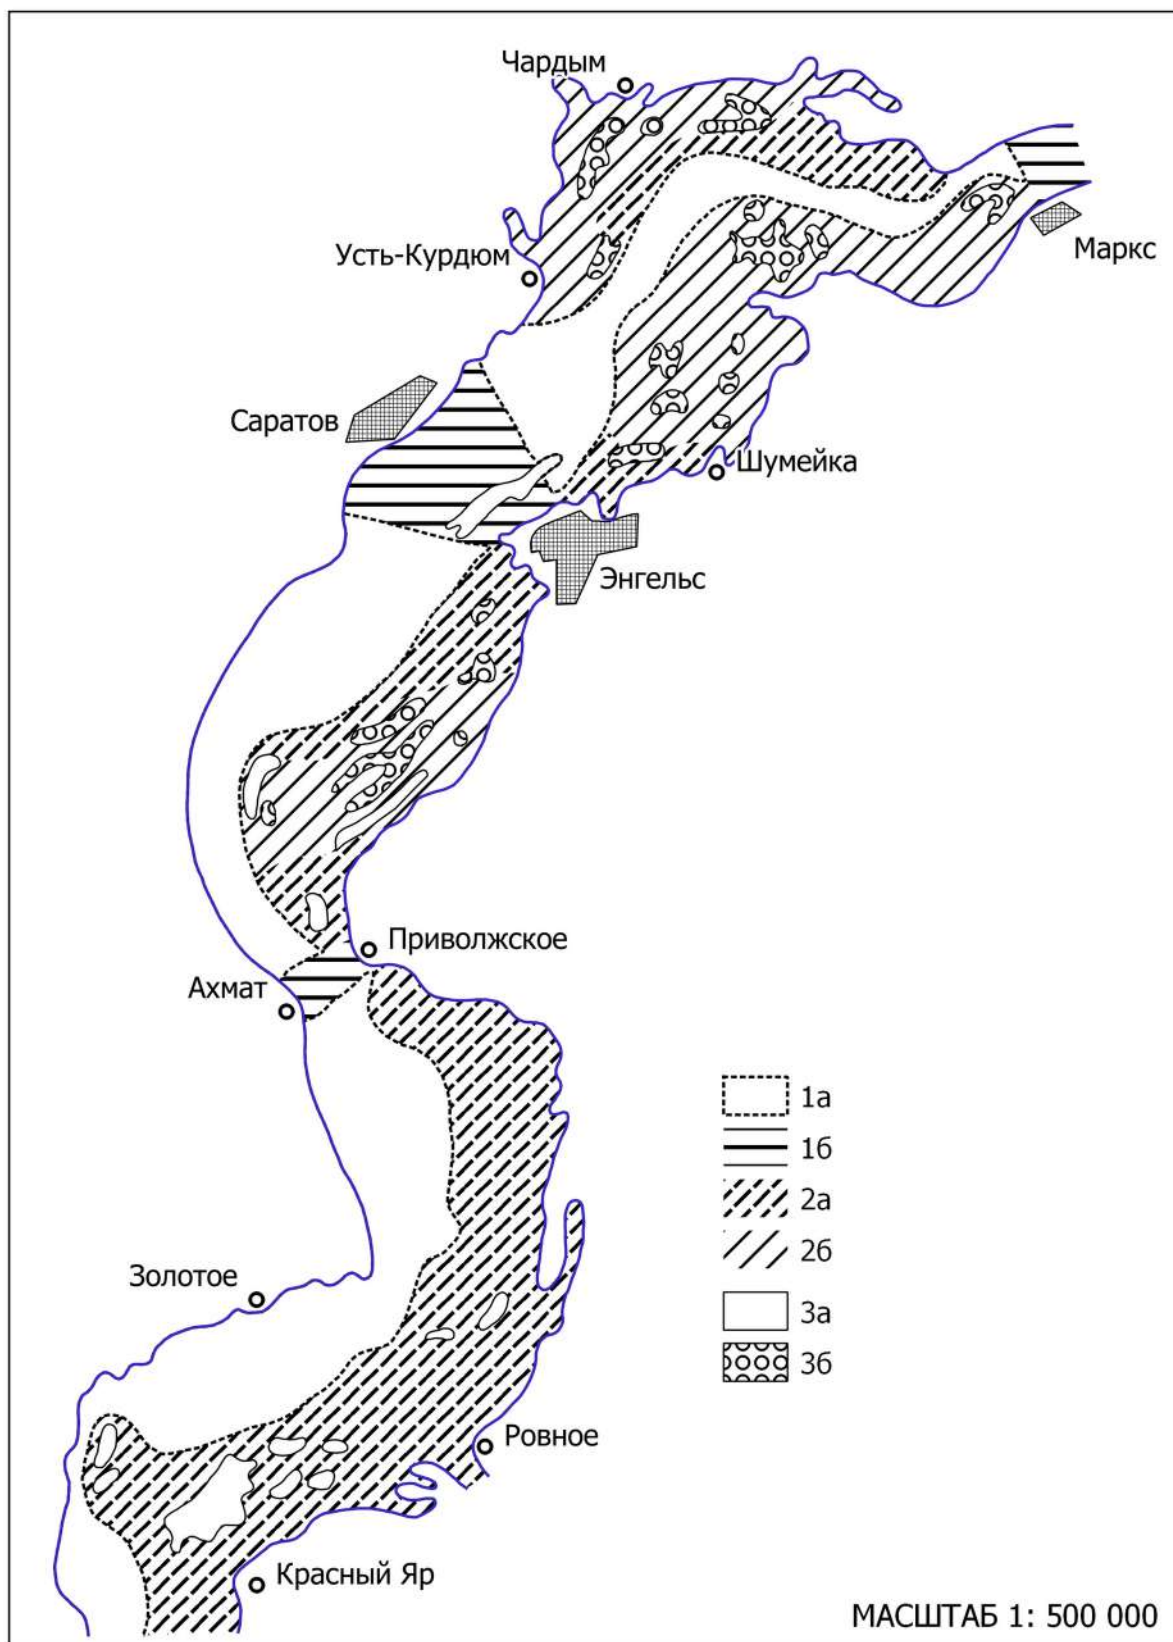 Чардым
Усть-Курдюм
Маркс
Саратов
Шумейка
Энгельс
Приволжское
Ахмат
1а
1б
2а
2б
Золотое
3а
3б
Ровное
Красный Яр
МАСШТАБ 1: 500 000